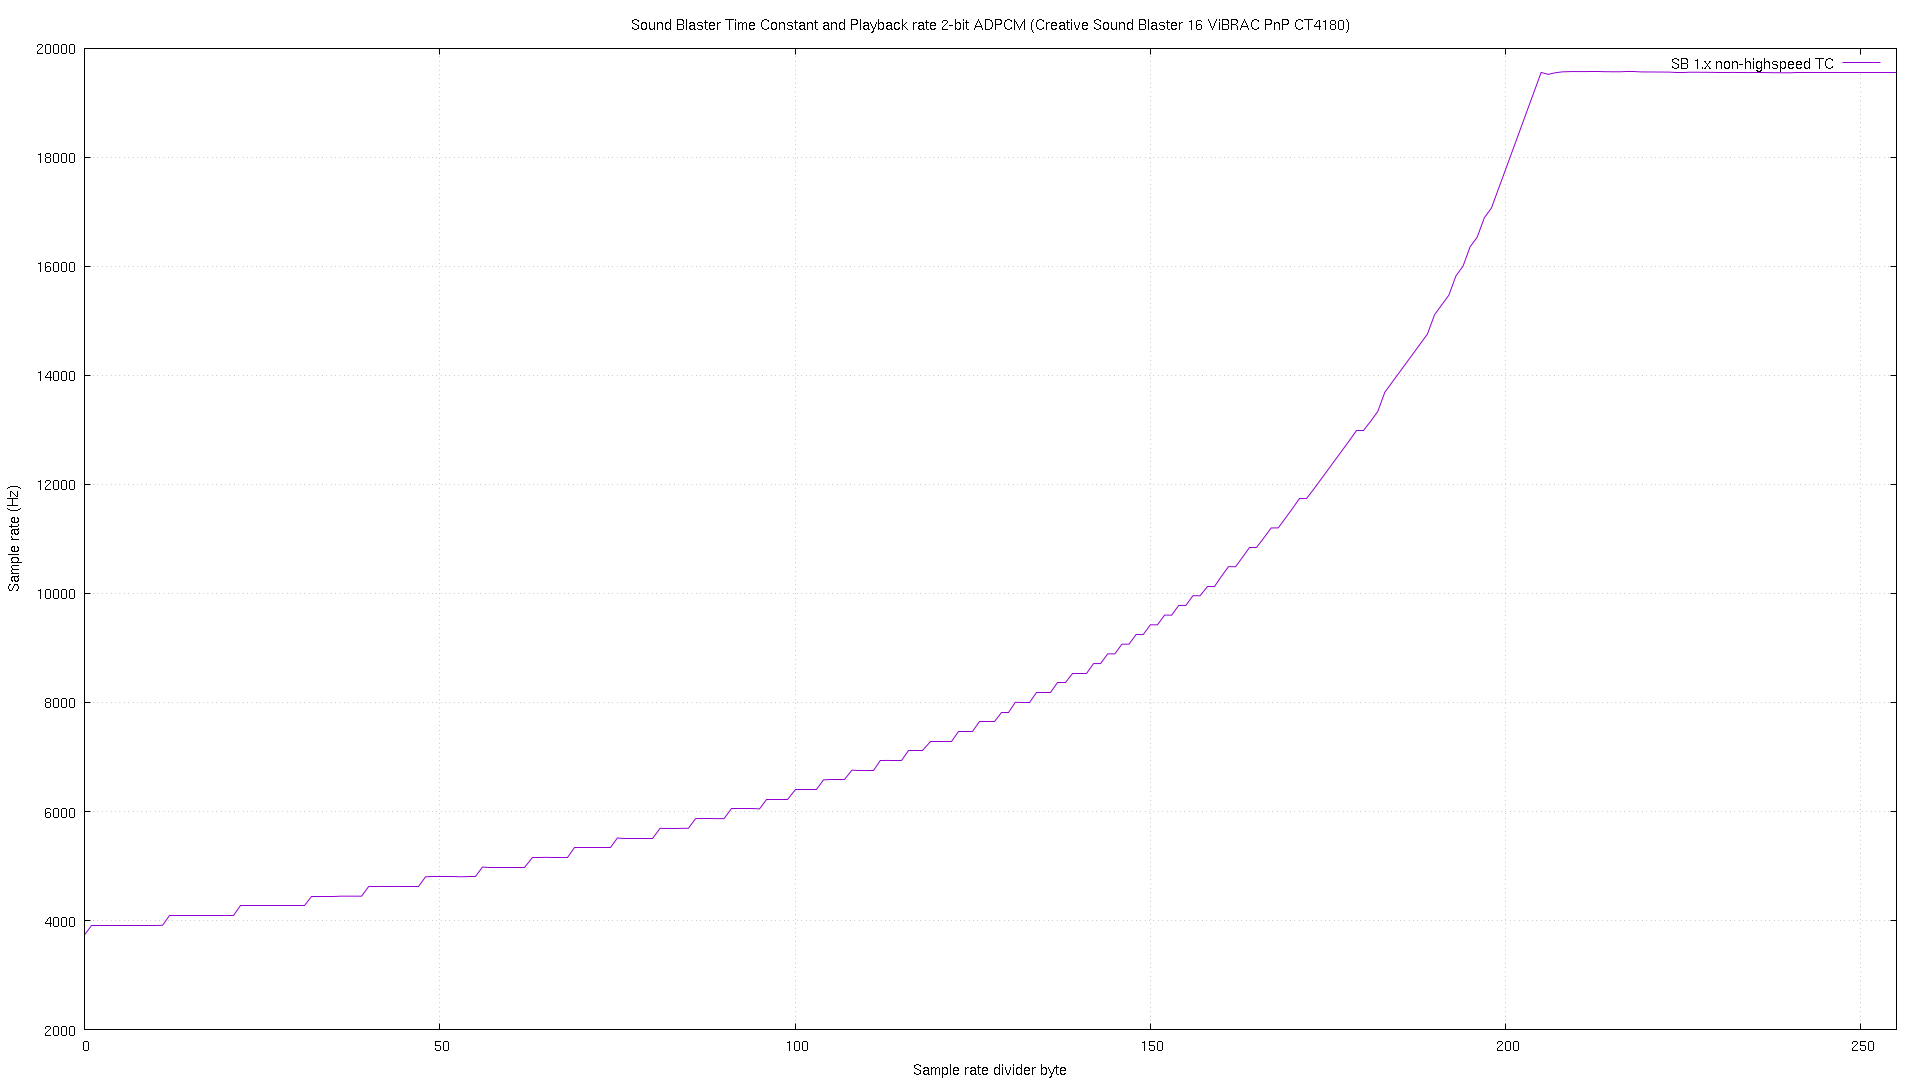 Sound Blaster Time Constant and Playback rate 2-bit ADPCM (Creative Sound Blaster 16 ViBRAC PnP CT4180)
SB 1.x non-highspeed TC
20000
18000
16000
14000
12000
10000
8000
6000
4000
2000
Sample rate (Hz)
0 50 100 150 200 250
Sample rate divider byte